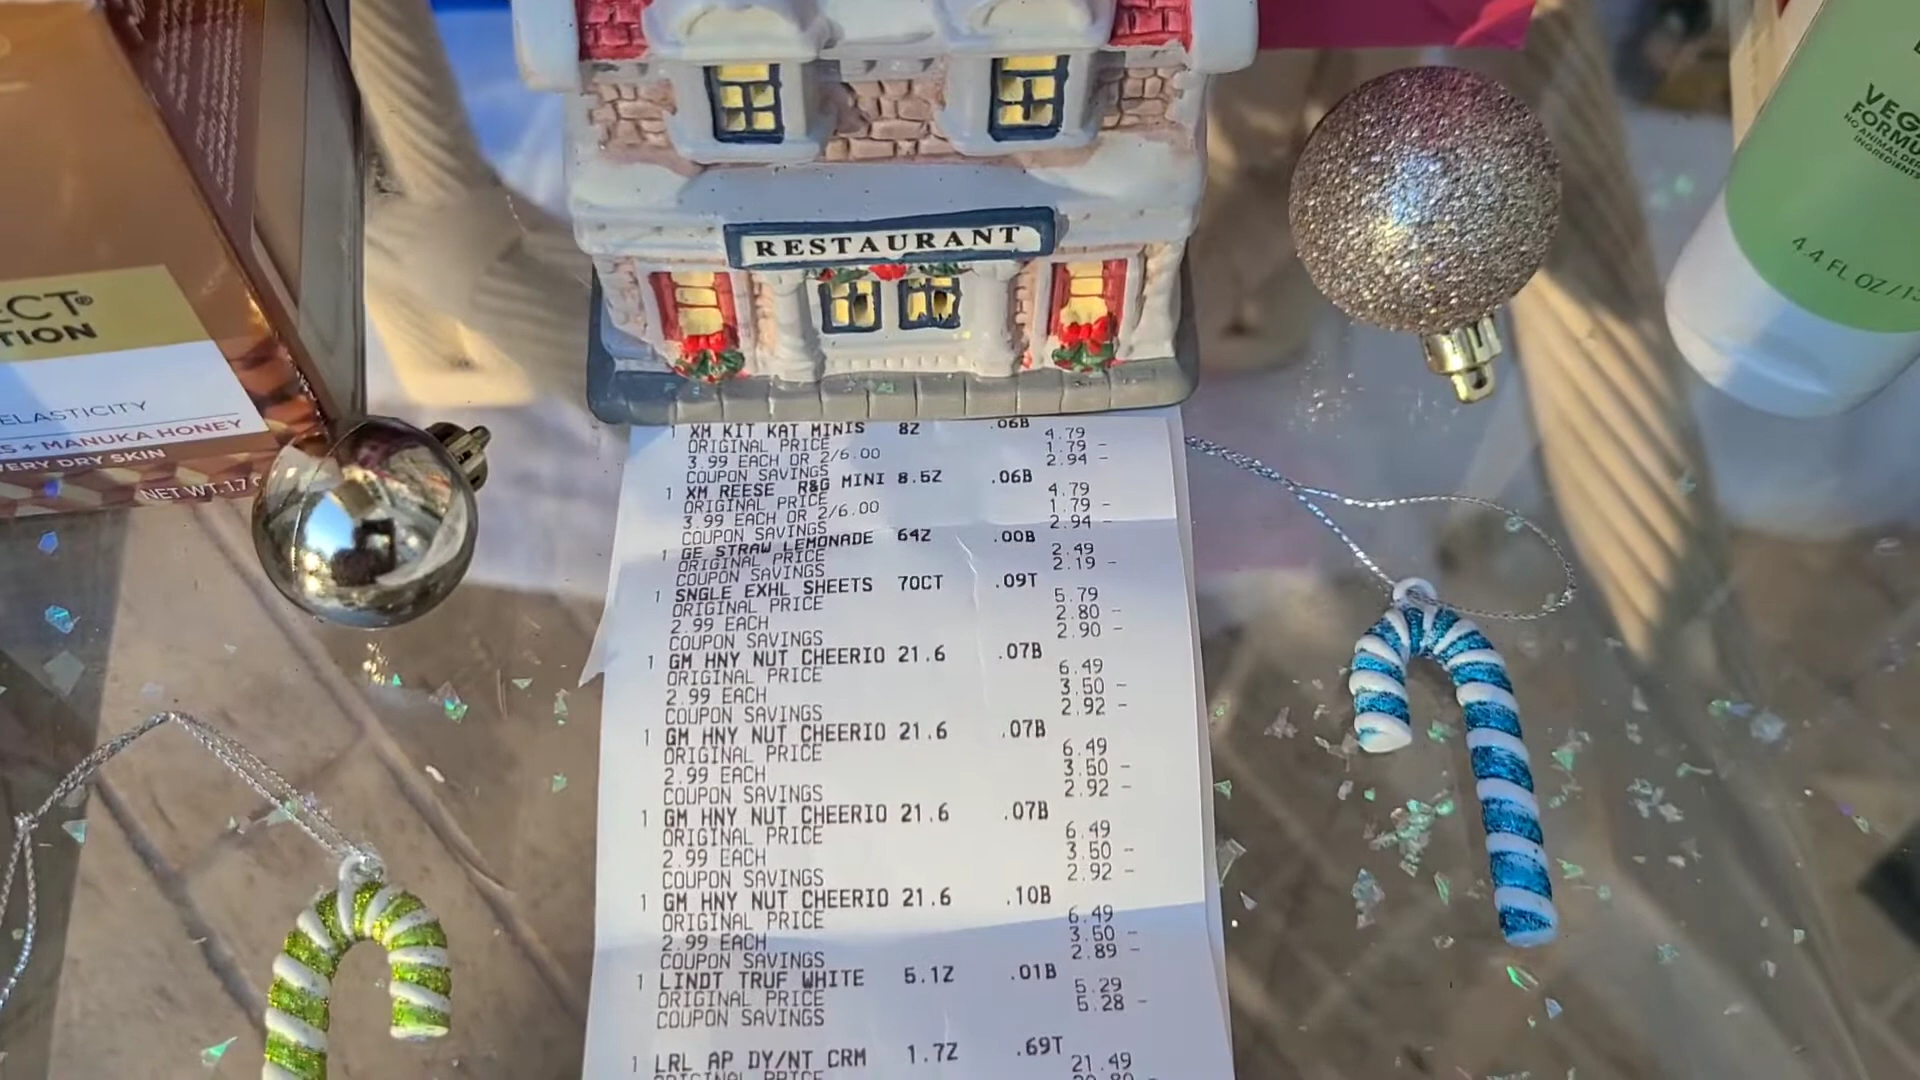 ECT®
TION
ELASTICITY
S + MANUKA HONEY
VERY DRY SKIN
NET WT. 1.7
RESTAURANT
VEGA
FORMU
NO ANIMAL DER
INGREDIENTS
4.4 FL OZ / 13
1 XM KIT KAT MINIS 8Z .06B
ORIGINAL PRICE 4.79
3.99 EACH OR 2/6.00 1.79 -
COUPON SAVINGS 2.94 -
1 XM REESE R&G MINI 8.5Z .06B
ORIGINAL PRICE 4.79
3.99 EACH OR 2/6.00 1.79 -
COUPON SAVINGS 2.94 -
1 GE STRAW LEMONADE 64Z .00B
ORIGINAL PRICE 2.49
COUPON SAVINGS 2.19 -
1 SNGLE EXHL SHEETS 70CT .09T
ORIGINAL PRICE 5.79
2.99 EACH 2.80 -
COUPON SAVINGS 2.90 -
1 GM HNY NUT CHEERIO 21.6 .07B
ORIGINAL PRICE 6.49
2.99 EACH 3.50 -
COUPON SAVINGS 2.92 -
1 GM HNY NUT CHEERIO 21.6 .07B
ORIGINAL PRICE 6.49
2.99 EACH 3.50 -
COUPON SAVINGS 2.92 -
1 GM HNY NUT CHEERIO 21.6 .07B
ORIGINAL PRICE 6.49
2.99 EACH 3.50 -
COUPON SAVINGS 2.92 -
1 GM HNY NUT CHEERIO 21.6 .10B
ORIGINAL PRICE 6.49
2.99 EACH 3.50 -
COUPON SAVINGS 2.89 -
1 LINDT TRUF WHITE 5.1Z .01B
ORIGINAL PRICE 5.29
COUPON SAVINGS 5.28 -
1 LRL AP DY/NT CRM 1.7Z .69T
ORIGINAL PRICE 21.49